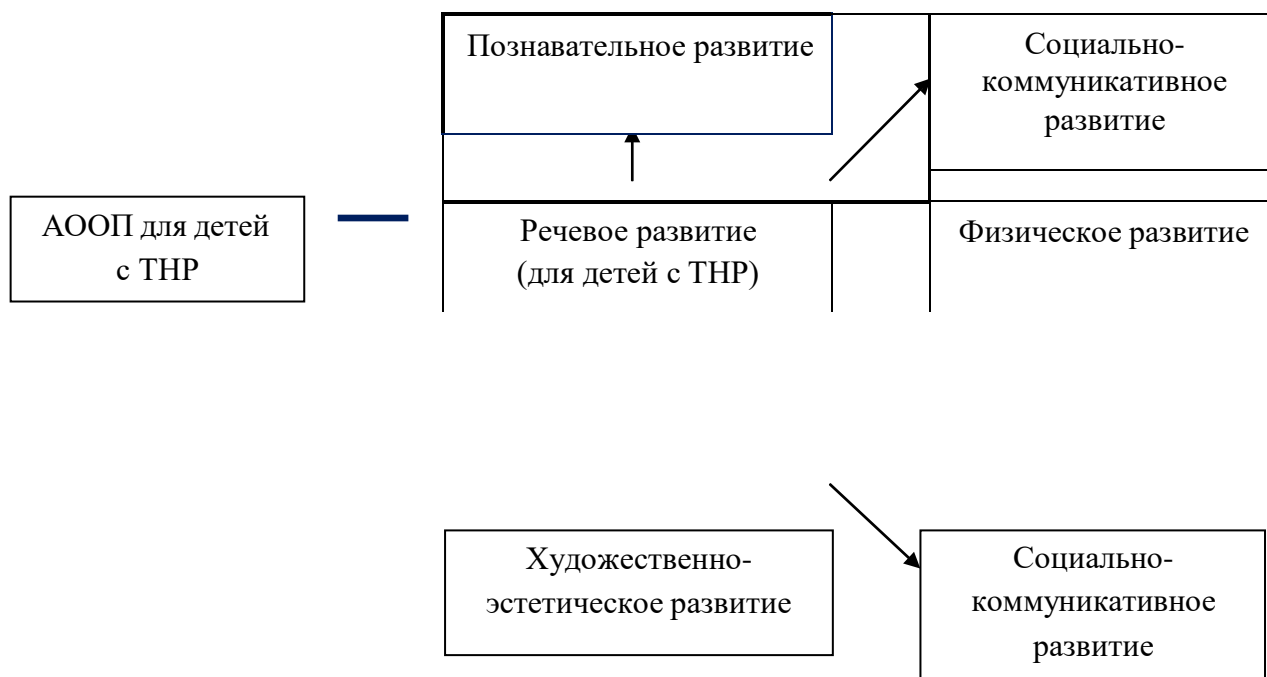 Познавательное развитие
Социально-
коммуникативное
развитие
АООП для детей
с ТНР
Речевое развитие
(для детей с ТНР)
Физическое развитие
Художественно-
эстетическое развитие
Социально-
коммуникативное
развитие